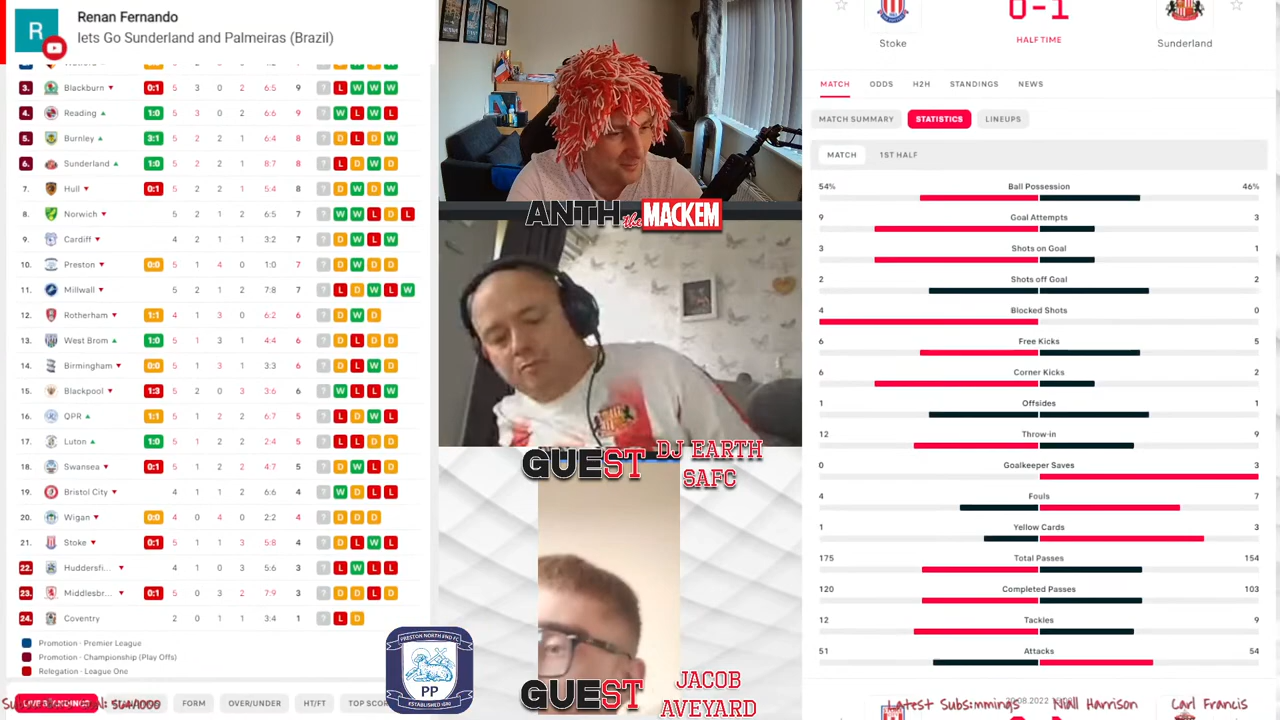 Renan Fernando
lets Go Sunderland and Palmeiras (Brazil)
3. Blackburn 0:1 5 3 0 2 6:5 9 ? L W W W
4. Reading 1:0 5 3 0 2 6:6 9 ? W L W L
5. Burnley 3:1 5 2 2 1 6:4 8 ? D L D W
6. Sunderland 1:0 5 2 2 1 8:7 8 ? L D W D
7. Hull 0:1 5 2 2 1 5:4 8 ? D W D W
8. Norwich 5 2 1 2 6:5 7 ? W W L D L
9. Cardiff 4 2 1 1 3:2 7 ? D W L W
10. Preston 0:0 5 1 4 0 1:0 7 ? D W D D
11. Millwall 5 2 1 2 7:8 7 ? L D W L W
12. Rotherham 1:1 4 1 3 0 6:2 6 ? D W D
13. West Brom 1:0 5 1 3 1 4:4 6 ? D L D D
14. Birmingham 0:0 5 1 3 1 3:3 6 ? D L W D
15. Blackpool 1:3 5 2 0 3 3:6 6 ? W L L W
16. QPR 1:1 5 1 2 2 6:7 5 ? L D W L
17. Luton 1:0 5 1 2 2 2:4 5 ? L L D D
18. Swansea 0:1 5 1 2 2 4:7 5 ? D W L D
19. Bristol City 4 1 1 2 6:6 4 ? W D L L
20. Wigan 0:0 4 0 4 0 2:2 4 ? D D D
21. Stoke 0:1 5 1 1 3 5:8 4 ? D L W L
22. Huddersfi... 4 1 0 3 5:6 3 ? L W L L
23. Middlesbr... 0:1 5 0 3 2 7:9 3 ? D D L D
24. Coventry 2 0 1 1 3:4 1 ? L D
Promotion - Premier League
Promotion - Championship (Play Offs)
Relegation - League One
FORM OVER/UNDER HT/FT TOP SCOR
PRESTON NORTH END FC
PP
ESTABLISHED 1880
ANTH the MACKEM
GUEST DJ EARTH
SAFC
GUEST JACOB
AVEYARD
0-1
Stoke HALF TIME Sunderland
MATCH ODDS H2H STANDINGS NEWS
MATCH SUMMARY STATISTICS LINEUPS
MATCH 1ST HALF
54% Ball Possession 46%
9 Goal Attempts 3
3 Shots on Goal 1
2 Shots off Goal 2
4 Blocked Shots 0
6 Free Kicks 5
6 Corner Kicks 2
1 Offsides 1
12 Throw-in 9
0 Goalkeeper Saves 3
4 Fouls 7
1 Yellow Cards 3
175 Total Passes 154
120 Completed Passes 103
12 Tackles 9
51 Attacks 54
Latest Subs: mmings Niall Harrison Carl Francis